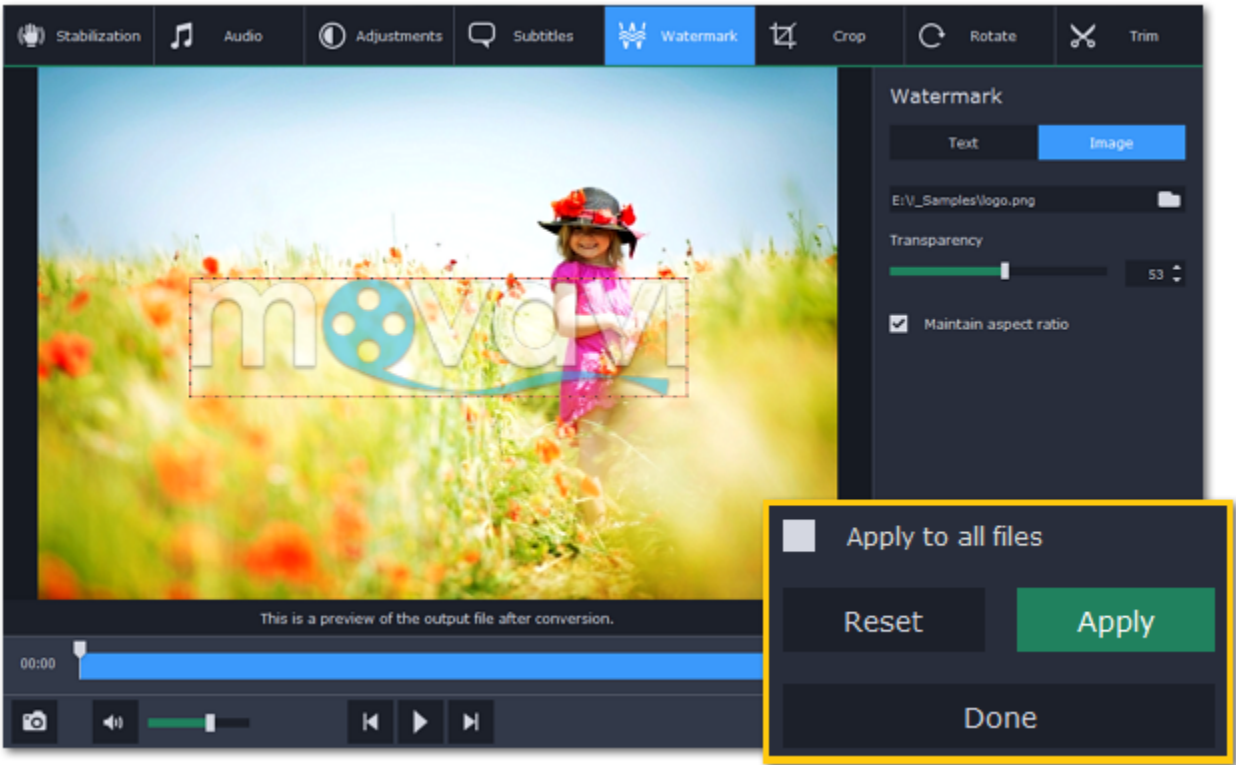 Stabilization
Audio
Adjustments
Subtitles
Watermark
Crop
Rotate
Trim
Watermark
Text
Image
E:\I_Samples\logo.png
Transparency
53
Maintain aspect ratio
movavi
This is a preview of the output file after conversion.
00:00
Apply to all files
Reset
Apply
Done